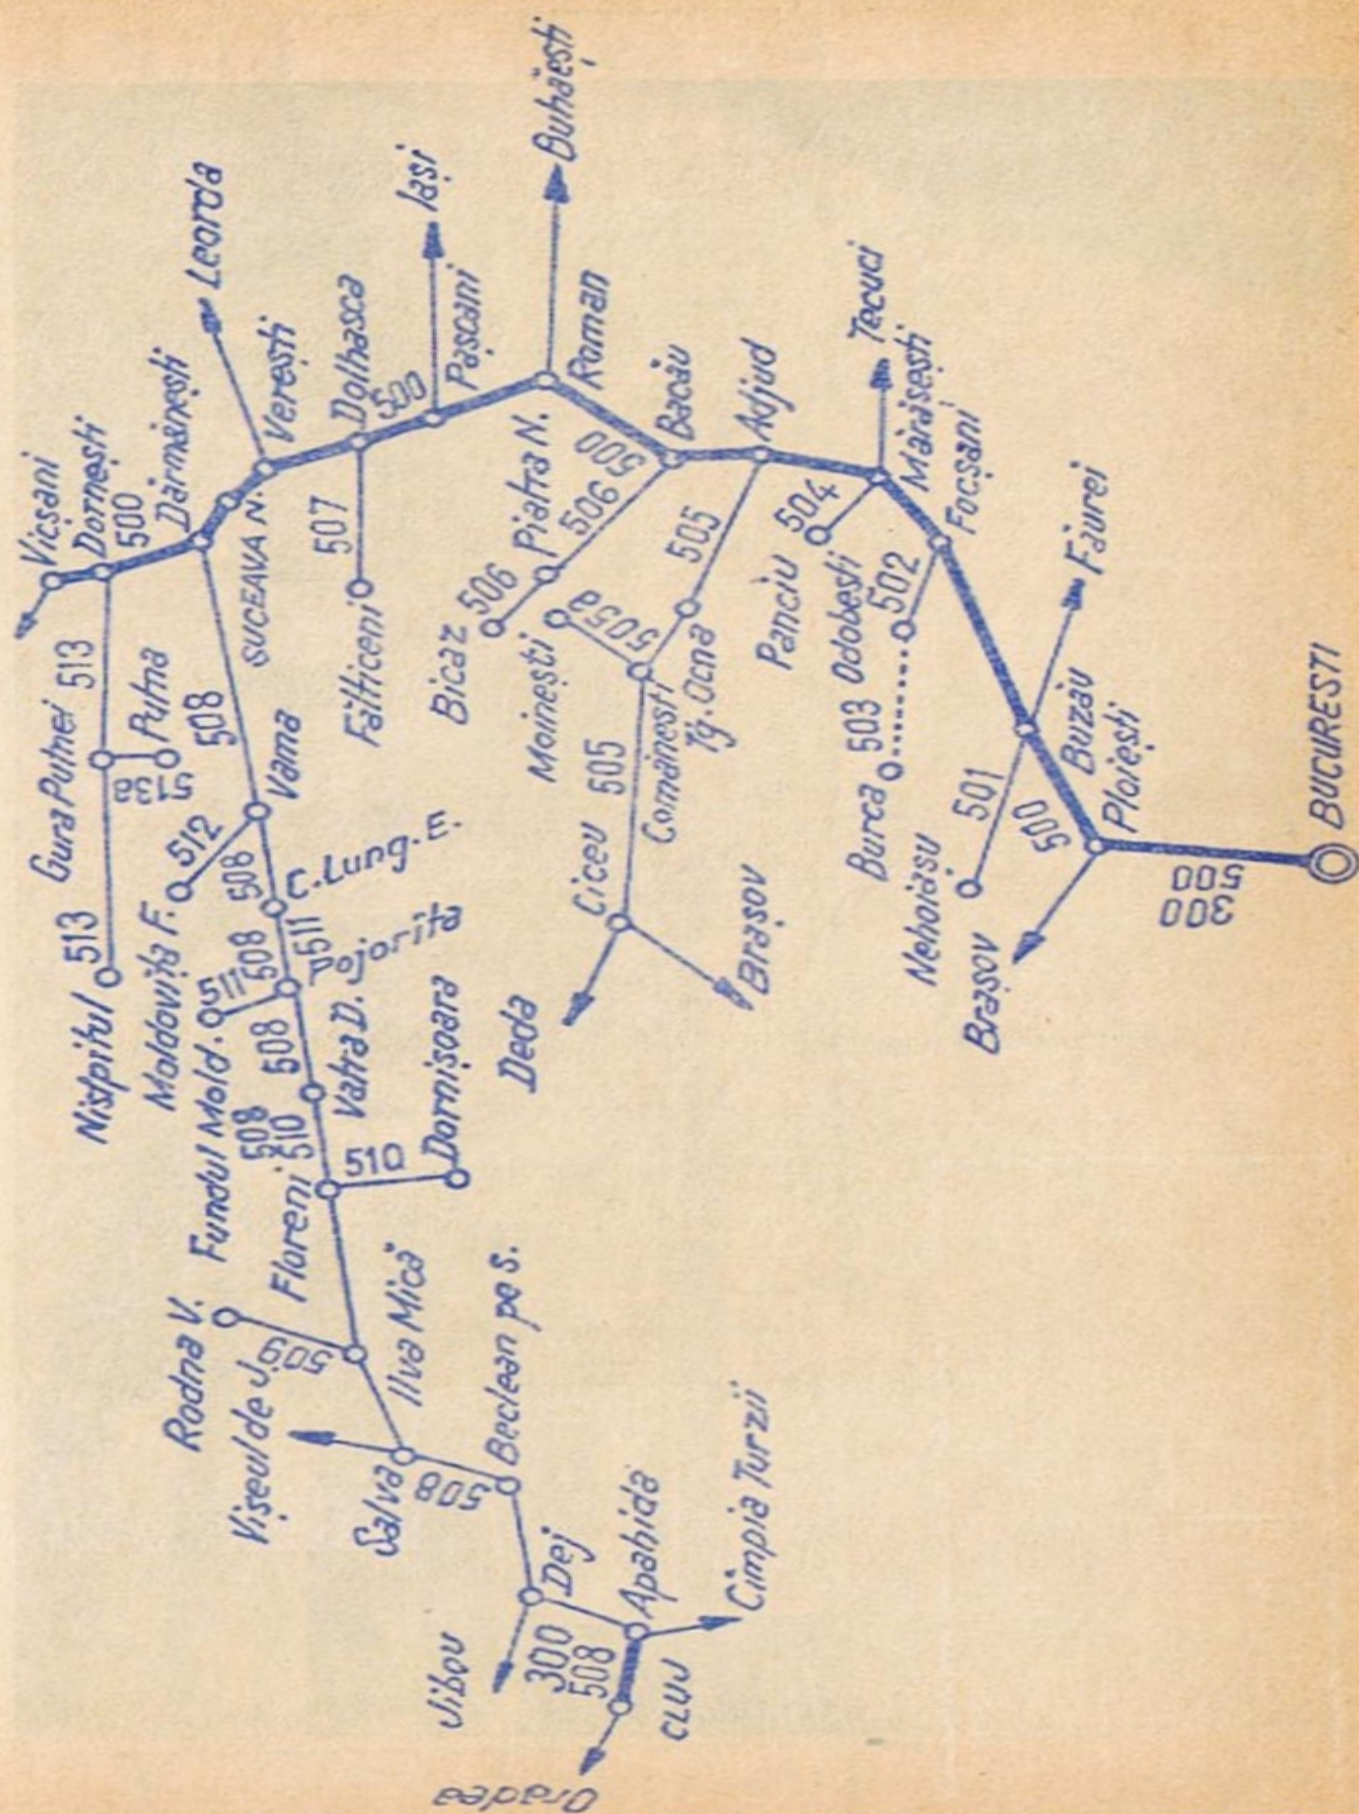 Vicșani
Dornești
500
Dărmănești
Leorda
SUCEAVA N.
Verești
Dolhasca
500
Iași
Pașcani
Buhăești
Roman
500
Bacău
Adjud
Tecuci
Mărășești
Focșani
Făurei
Buzău
Ploiești
500
300
500
BUCUREȘTI
Brașov
Nehoiașu
501
Burca
503
Odobești
502
Panciu
504
505
Tg. Ocna
505
Comănești
Moinești
505a
Ciceu
Deda
Brașov
Bicaz
506
Piatra N.
506
Fălticeni
507
513
Gura Putnei
Putna
513a
513
Nistpitul
508
Vama
512
Moldovița F.
508
C. Lung. E.
508
511
Pojorita
511
Fundul Mold.
508
Vatra D.
508
510
Floreni
510
Dornișoara
Ilva Mică
509
Rodna V.
Vișeul de J.
Salva
508
Beclean pe S.
Dej
Jibou
300
508
Apahida
Cîmpia Turzii
CLUJ
Oradea